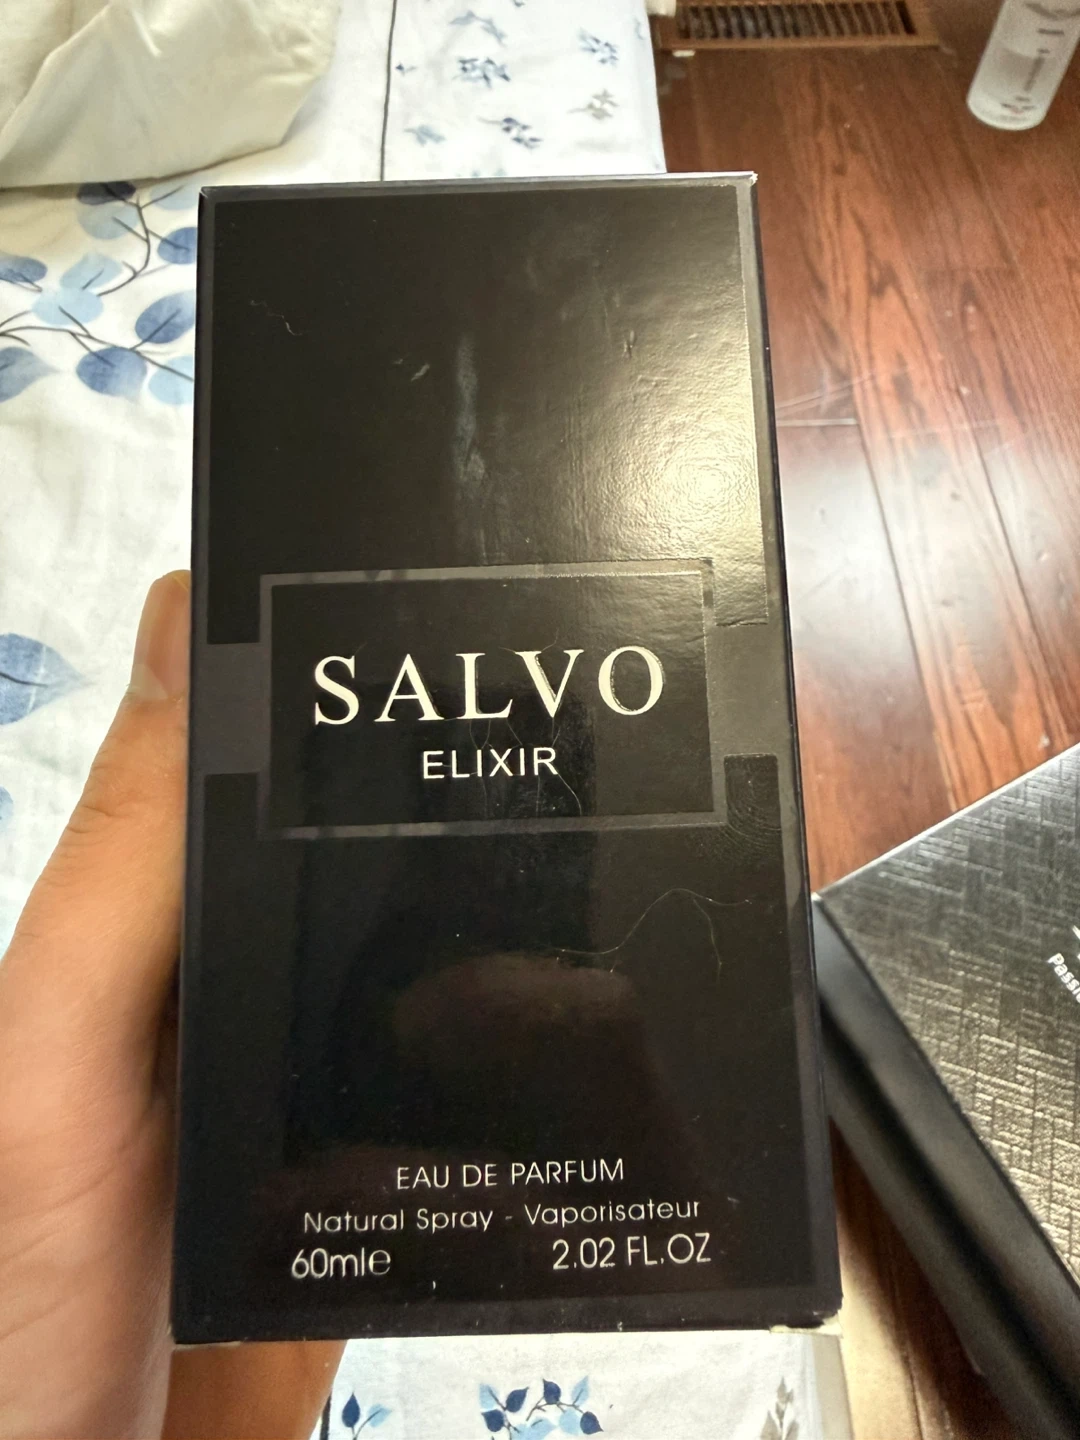 SALVO
ELIXIR
EAU DE PARFUM
Natural Spray - Vaporisateur
60ml℮ 2.02 FL.OZ